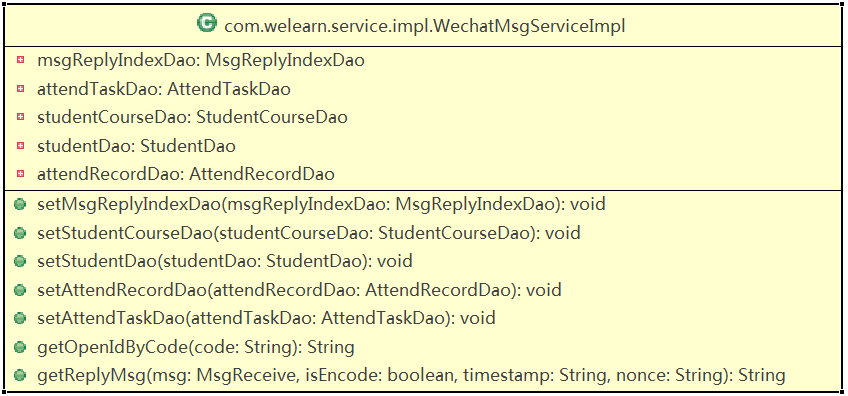 C com.welearn.service.impl.WechatMsgServiceImpl
msgReplyIndexDao: MsgReplyIndexDao
attendTaskDao: AttendTaskDao
studentCourseDao: StudentCourseDao
studentDao: StudentDao
attendRecordDao: AttendRecordDao
setMsgReplyIndexDao(msgReplyIndexDao: MsgReplyIndexDao): void
setStudentCourseDao(studentCourseDao: StudentCourseDao): void
setStudentDao(studentDao: StudentDao): void
setAttendRecordDao(attendRecordDao: AttendRecordDao): void
setAttendTaskDao(attendTaskDao: AttendTaskDao): void
getOpenIdByCode(code: String): String
getReplyMsg(msg: MsgReceive, isEncode: boolean, timestamp: String, nonce: String): String